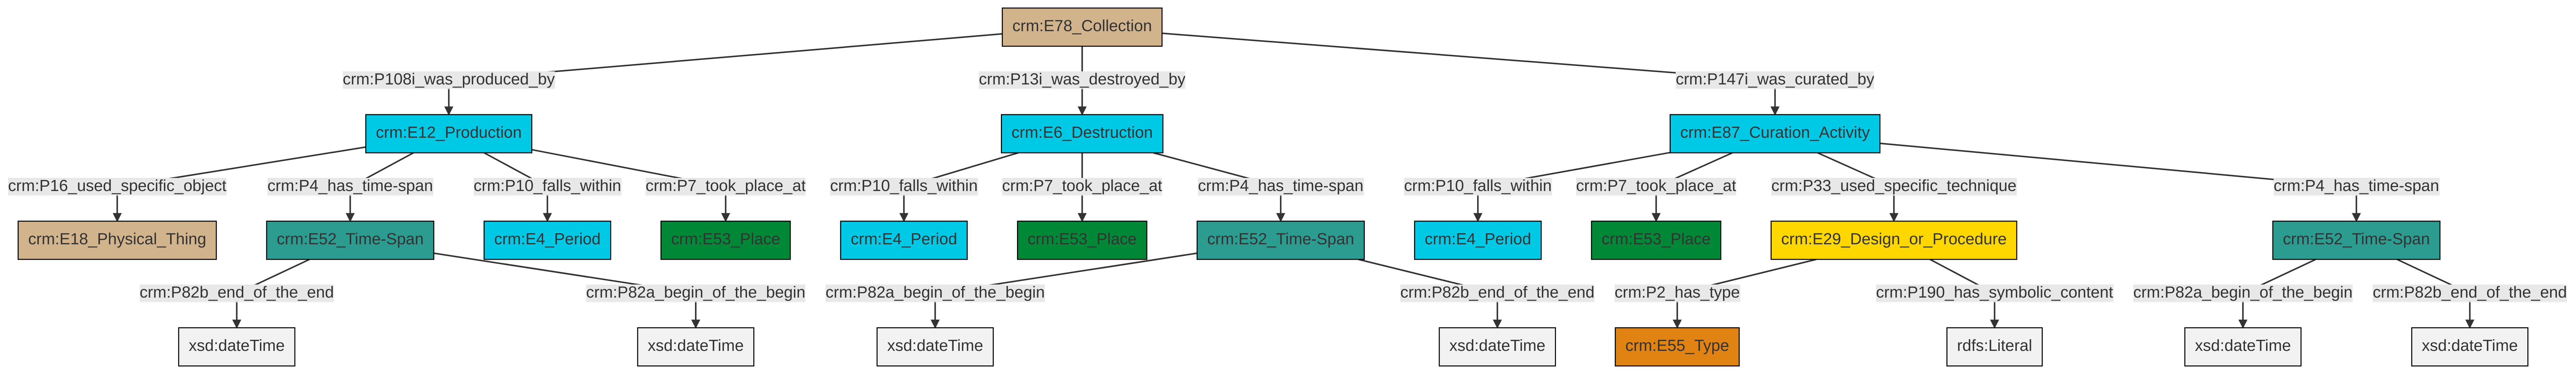 crm:E78_Collection
crm:P108i_was_produced_by
crm:P13i_was_destroyed_by
crm:P147i_was_curated_by
crm:E12_Production
crm:E6_Destruction
crm:E87_Curation_Activity
crm:P16_used_specific_object
crm:P4_has_time-span
crm:P10_falls_within
crm:P7_took_place_at
crm:P10_falls_within
crm:P7_took_place_at
crm:P4_has_time-span
crm:P10_falls_within
crm:P7_took_place_at
crm:P33_used_specific_technique
crm:P4_has_time-span
crm:E18_Physical_Thing
crm:E52_Time-Span
crm:E4_Period
crm:E53_Place
crm:E4_Period
crm:E53_Place
crm:E52_Time-Span
crm:E4_Period
crm:E53_Place
crm:E29_Design_or_Procedure
crm:E52_Time-Span
crm:P82b_end_of_the_end
crm:P82a_begin_of_the_begin
crm:P82a_begin_of_the_begin
crm:P82b_end_of_the_end
crm:P2_has_type
crm:P190_has_symbolic_content
crm:P82a_begin_of_the_begin
crm:P82b_end_of_the_end
xsd:dateTime
xsd:dateTime
xsd:dateTime
xsd:dateTime
crm:E55_Type
rdfs:Literal
xsd:dateTime
xsd:dateTime